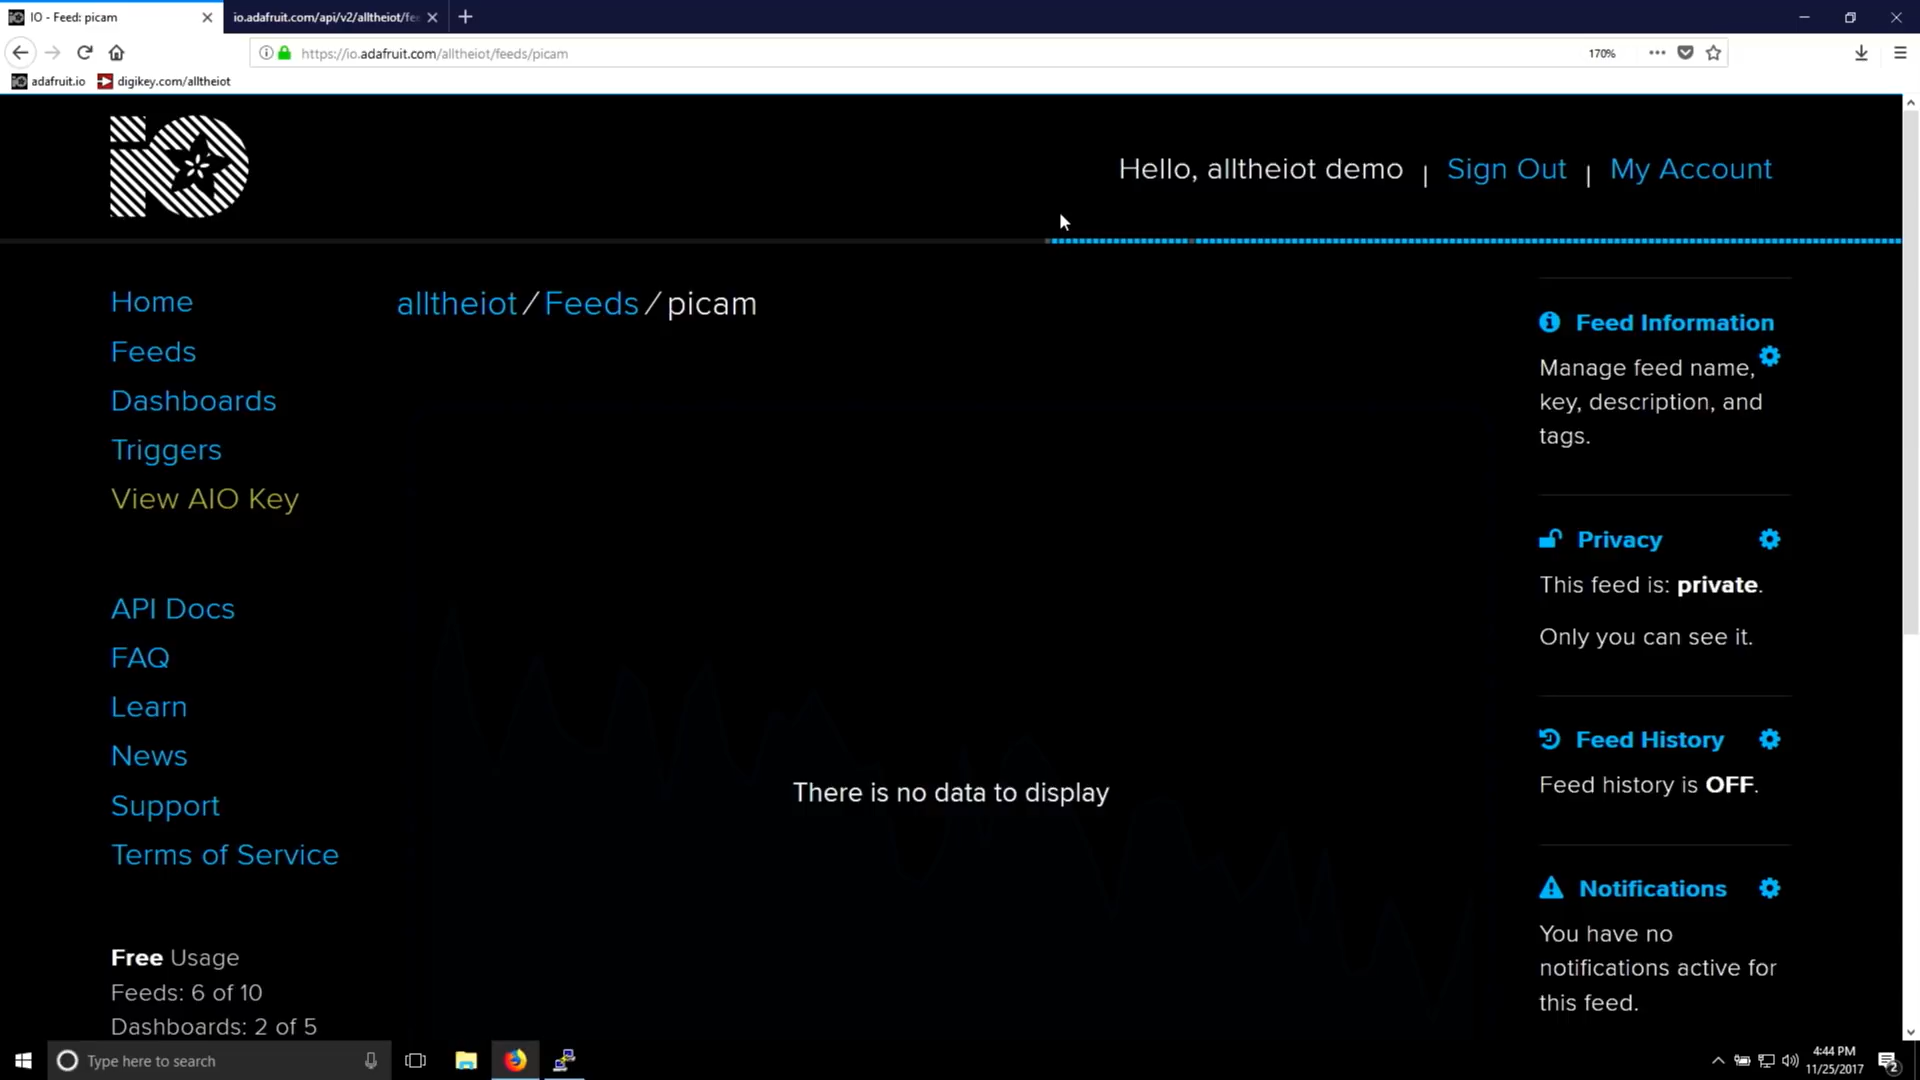 IO - Feed: picam
io.adafruit.com/api/v2/alltheiot/fe
https://io.adafruit.com/alltheiot/feeds/picam
170%
adafruit.io
digikey.com/alltheiot
iO
Hello, alltheiot demo | Sign Out | My Account
Home
Feeds
Dashboards
Triggers
View AIO Key
API Docs
FAQ
Learn
News
Support
Terms of Service
Free Usage
Feeds: 6 of 10
Dashboards: 2 of 5
alltheiot / Feeds / picam
There is no data to display
Feed Information
Manage feed name,
key, description, and
tags.
Privacy
This feed is: private.
Only you can see it.
Feed History
Feed history is OFF.
Notifications
You have no
notifications active for
this feed.
Type here to search
4:44 PM
11/25/2017
2